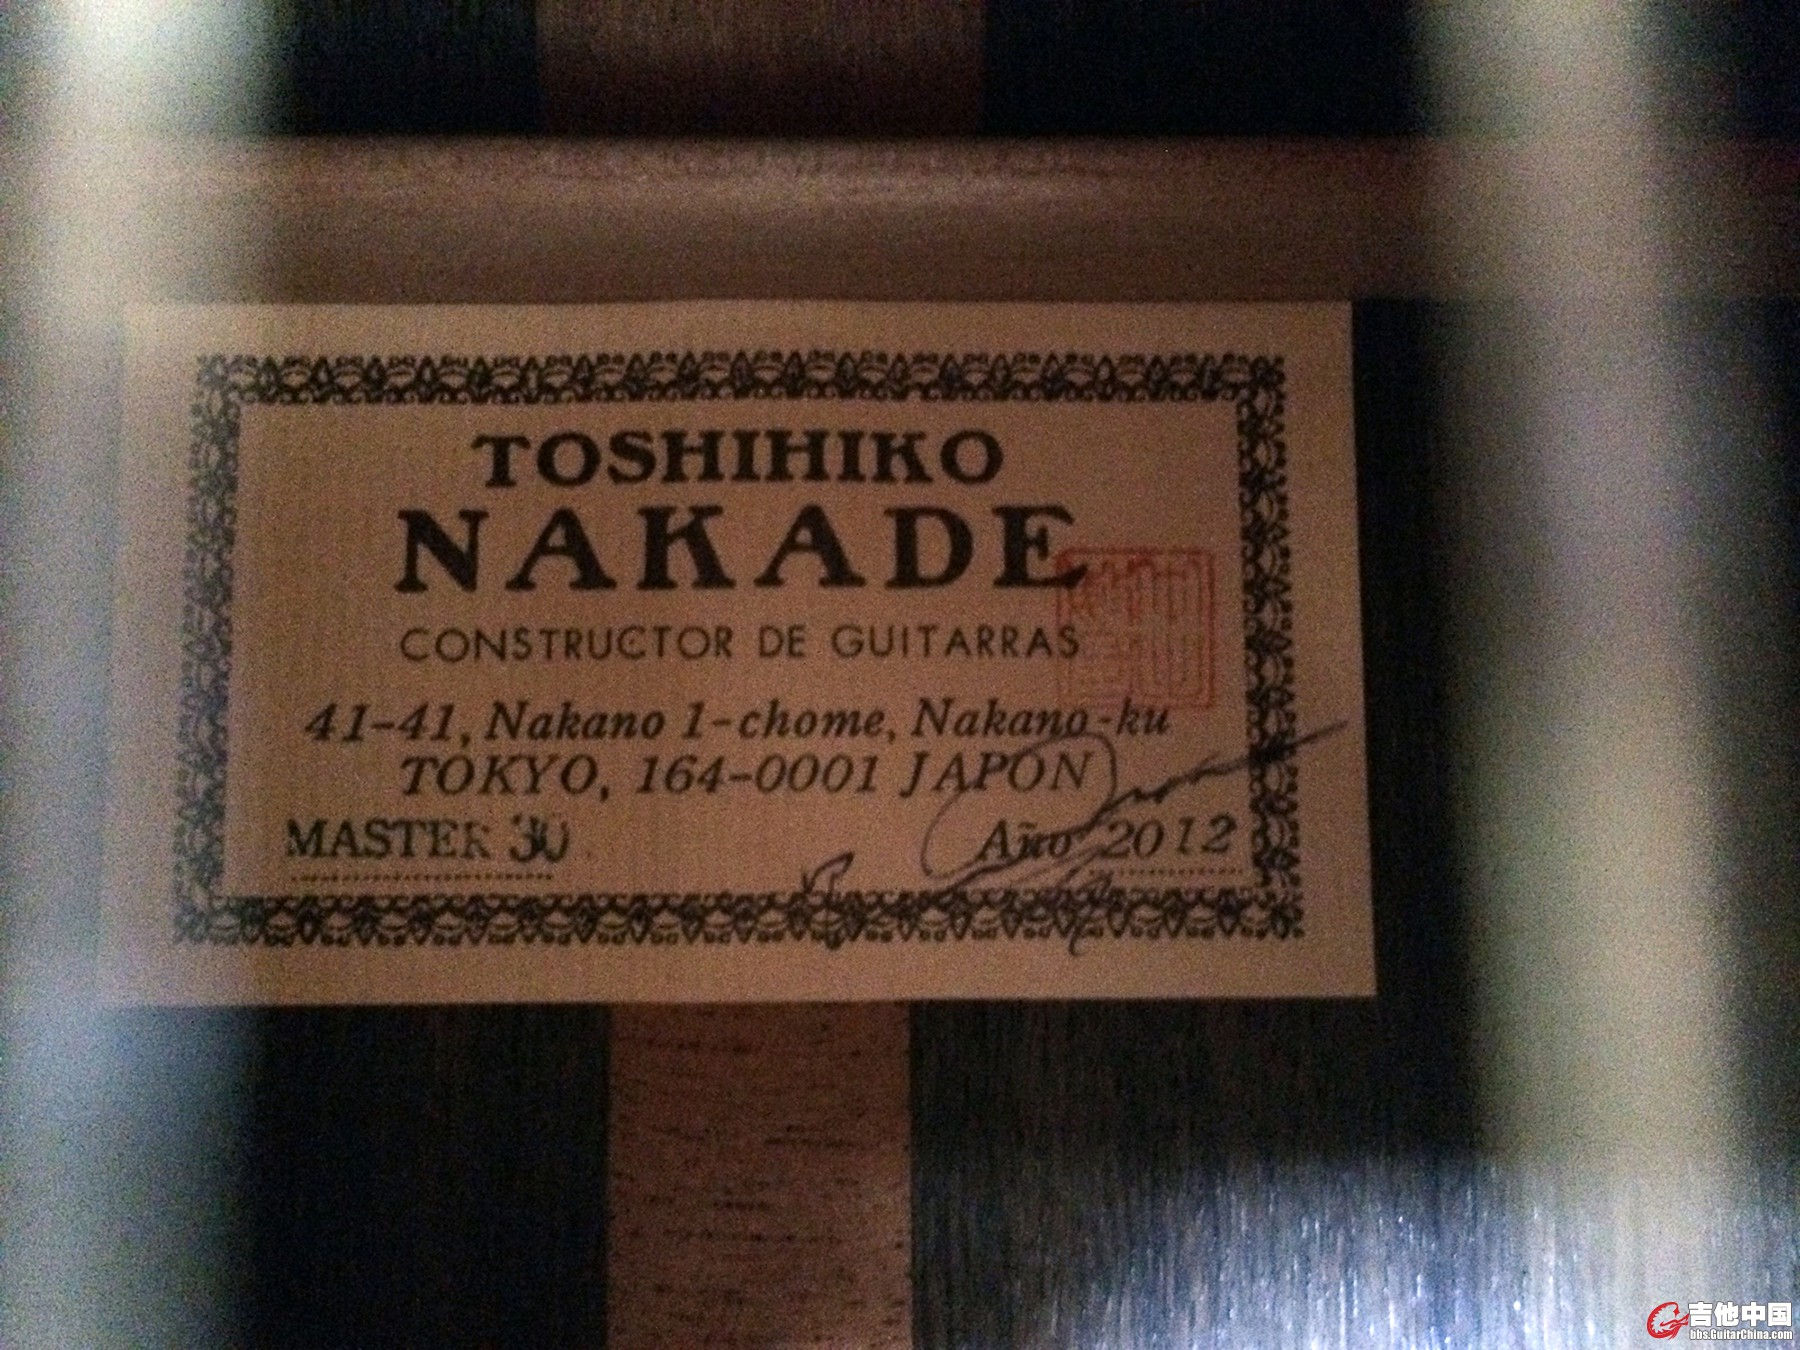 TOSHIHIKO
NAKADE
CONSTRUCTOR DE GUITARRAS
41-41, Nakano 1-chome, Nakano-ku
TOKYO, 164-0001 JAPON
MASTER 30
Año 2012
吉他中国
bbs.GuitarChina.com